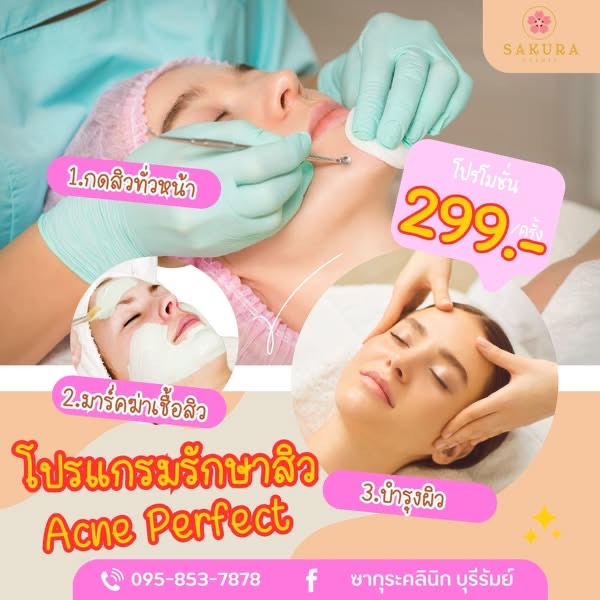 SAKURA
CLINIC
1.กดสิวทั่วหน้า
โปรโมชั่น
299.-
/ครั้ง
2.มาร์คฆ่าเชื้อสิว
โปรแกรมรักษาสิว
Acne Perfect
3.บำรุงผิว
095-853-7878
ซากุระคลินิก บุรีรัมย์